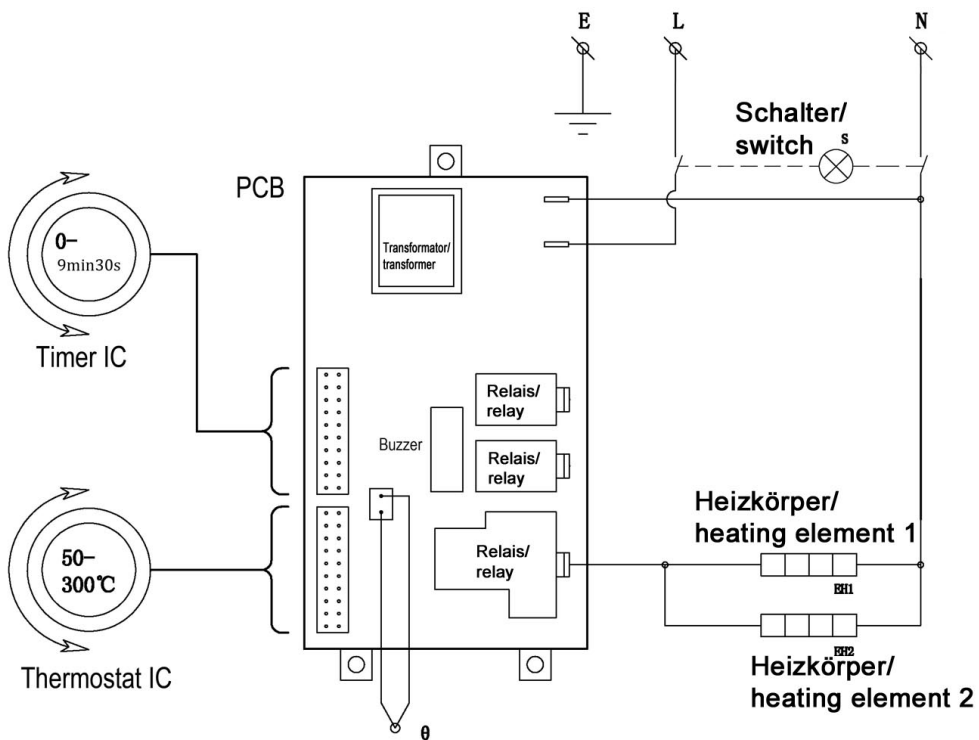 E
L
N
Schalter/
switch
S
PCB
Transformator/
transformer
0-
9min30s
Timer IC
Relais/
relay
Buzzer
Relais/
relay
50-
300℃
Thermostat IC
Relais/
relay
Heizkörper/
heating element 1
EH1
EH2
Heizkörper/
heating element 2
θ